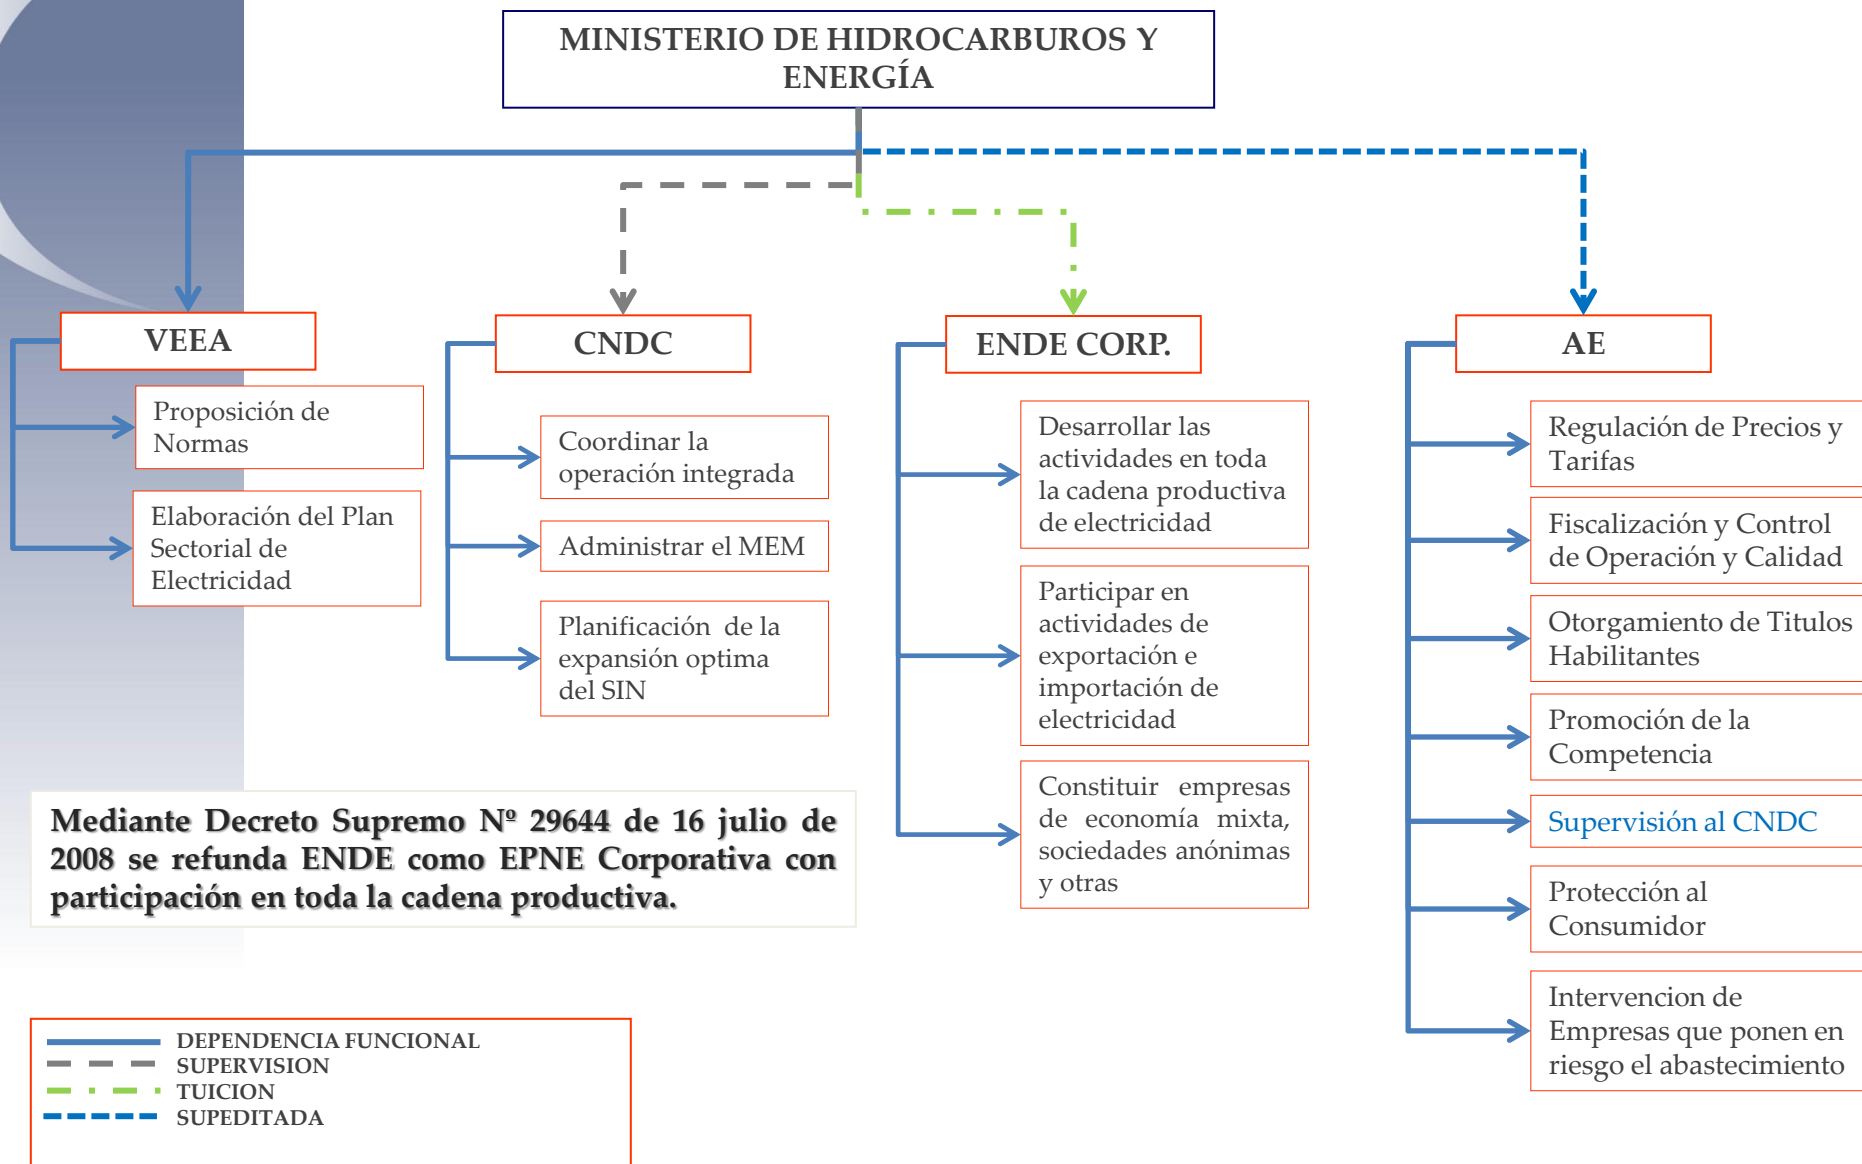 MINISTERIO DE HIDROCARBUROS Y
ENERGÍA
VEEA
Proposición de
Normas
Elaboración del Plan
Sectorial de
Electricidad
CNDC
Coordinar la
operación integrada
Administrar el MEM
Planificación de la
expansión optima
del SIN
ENDE CORP.
Desarrollar las
actividades en toda
la cadena productiva
de electricidad
Participar en
actividades de
exportación e
importación de
electricidad
Constituir empresas
de economía mixta,
sociedades anónimas
y otras
AE
Regulación de Precios y
Tarifas
Fiscalización y Control
de Operación y Calidad
Otorgamiento de Titulos
Habilitantes
Promoción de la
Competencia
Supervisión al CNDC
Protección al
Consumidor
Intervencion de
Empresas que ponen en
riesgo el abastecimiento
Mediante Decreto Supremo Nº 29644 de 16 julio de
2008 se refunda ENDE como EPNE Corporativa con
participación en toda la cadena productiva.
DEPENDENCIA FUNCIONAL
SUPERVISION
TUICION
SUPEDITADA